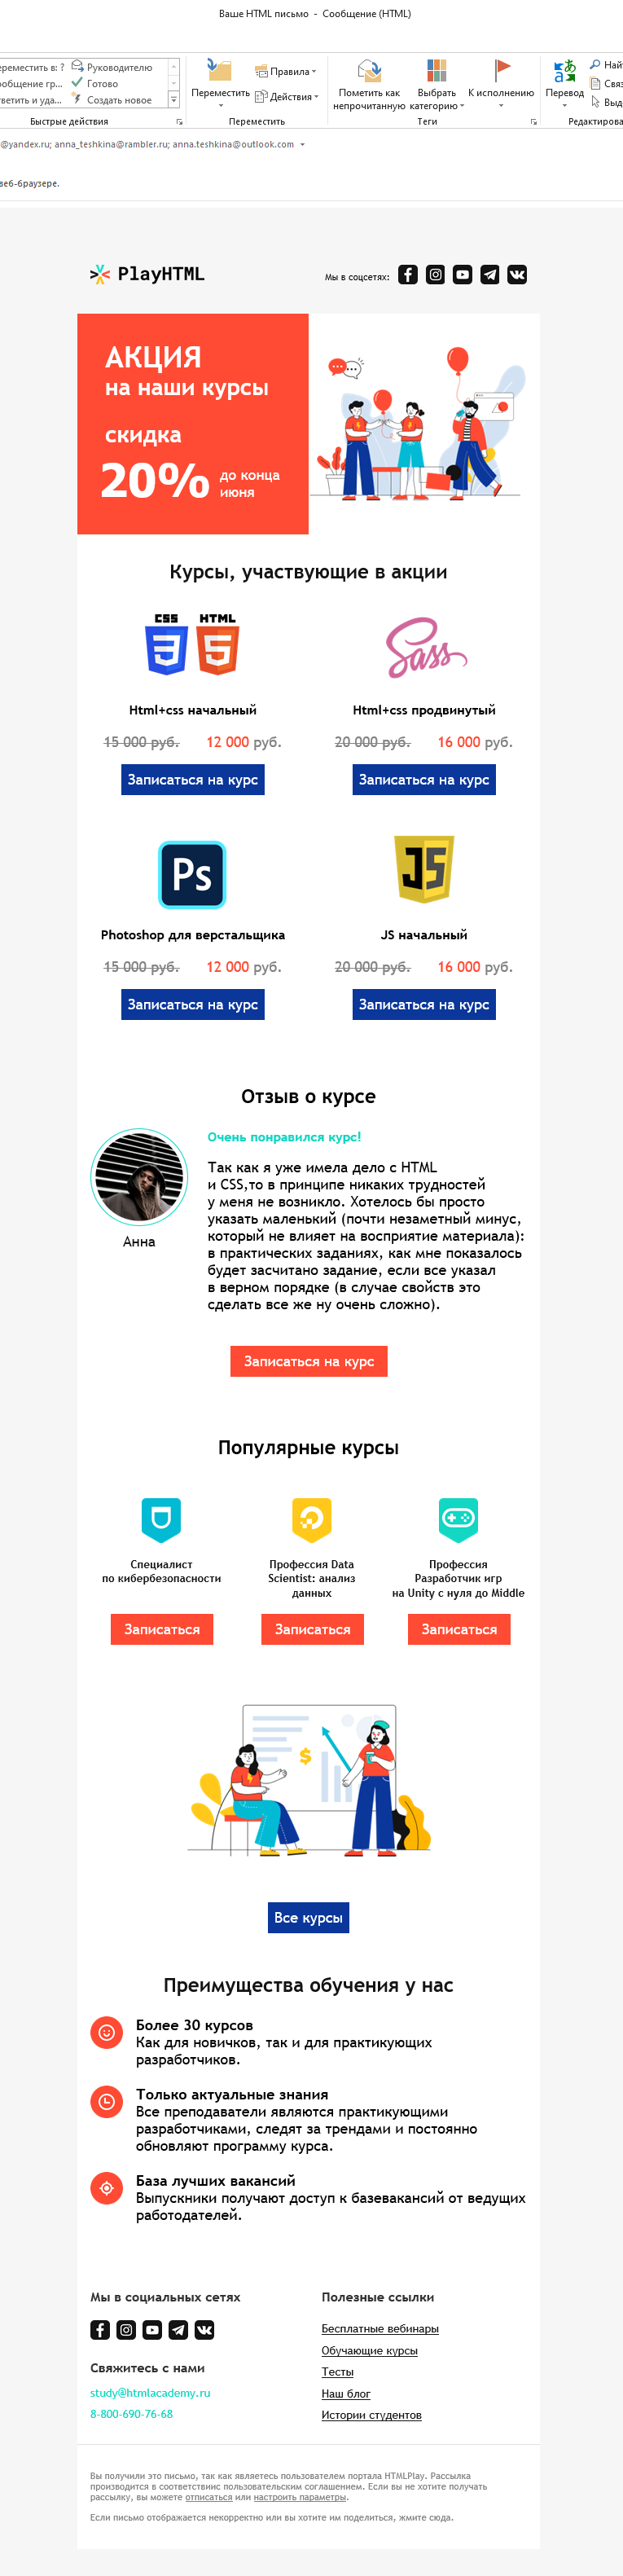 Ваше HTML письмо - Сообщение (HTML)
ереместить в: ?
Руководителю
ообщение гр...
Готово
тветить и уда...
Создать новое
Быстрые действия
Переместить
Правила
Действия
Переместить
Пометить как непрочитанную
Выбрать категорию
К исполнению
Теги
Перевод
Най
Связ
Выд
Редактирова
@yandex.ru; anna_teshkina@rambler.ru; anna.teshkina@outlook.com
веб-браузере.
PlayHTML
Мы в соцсетях:
АКЦИЯ
на наши курсы
скидка
20%
до конца
июня
Курсы, участвующие в акции
CSS HTML
Sass
Html+css начальный
Html+css продвинутый
15 000 руб. 12 000 руб.
20 000 руб. 16 000 руб.
Записаться на курс
Записаться на курс
Ps
JS
Photoshop для верстальщика
JS начальный
15 000 руб. 12 000 руб.
20 000 руб. 16 000 руб.
Записаться на курс
Записаться на курс
Отзыв о курсе
Анна
Очень понравился курс!
Так как я уже имела дело с HTML
и CSS,то в принципе никаких трудностей
у меня не возникло. Хотелось бы просто
указать маленький (почти незаметный минус,
который не влияет на восприятие материала):
в практических заданиях, как мне показалось
будет засчитано задание, если все указал
в верном порядке (в случае свойств это
сделать все же ну очень сложно).
Записаться на курс
Популярные курсы
Специалист
по кибербезопасности
Профессия Data
Scientist: анализ
данных
Профессия
Разработчик игр
на Unity с нуля до Middle
Записаться
Записаться
Записаться
Все курсы
Преимущества обучения у нас
Более 30 курсов
Как для новичков, так и для практикующих
разработчиков.
Только актуальные знания
Все преподаватели являются практикующими
разработчиками, следят за трендами и постоянно
обновляют программу курса.
База лучших вакансий
Выпускники получают доступ к базевакансий от ведущих
работодателей.
Мы в социальных сетях
Свяжитесь с нами
study@htmlacademy.ru
8-800-690-76-68
Полезные ссылки
Бесплатные вебинары
Обучающие курсы
Тесты
Наш блог
Истории студентов
Вы получили это письмо, так как являетесь пользователем портала HTMLPlay. Рассылка
производится в соответствиис пользовательским соглашением. Если вы не хотите получать
рассылку, вы можете отписаться или настроить параметры.
Если письмо отображается некорректно или вы хотите им поделиться, жмите сюда.